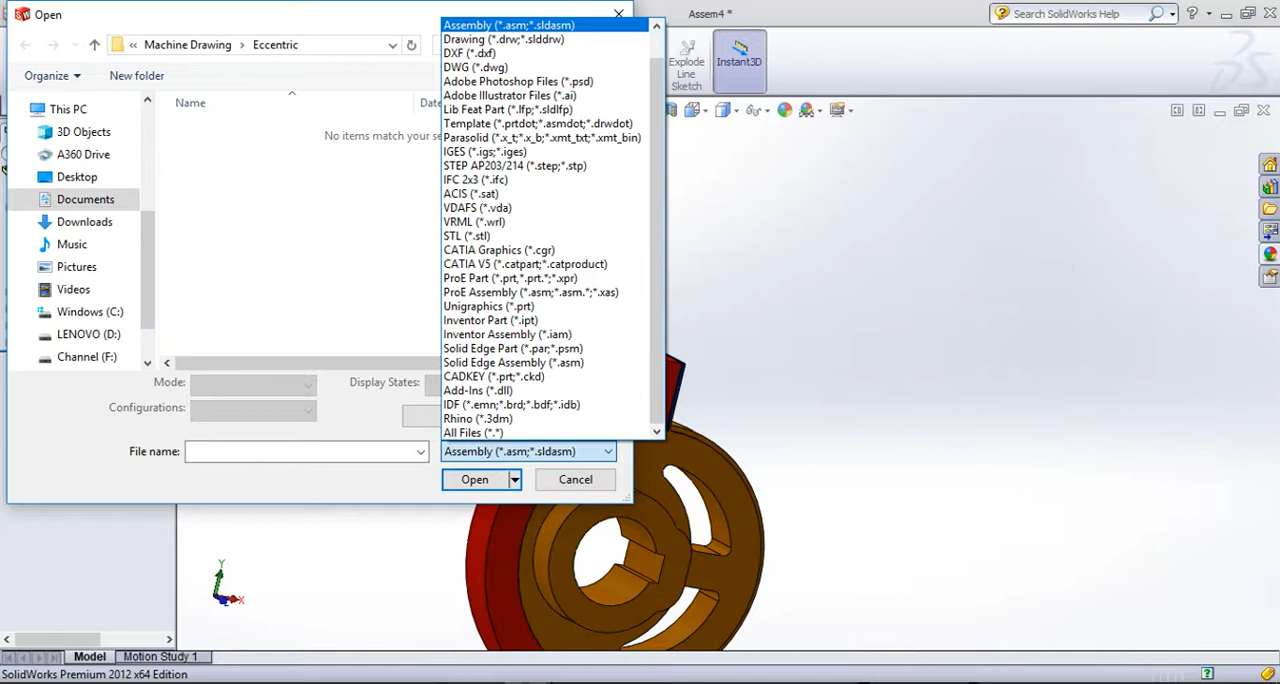 Open
Assem4 *
Search SolidWorks Help
« Machine Drawing > Eccentric
Organize
New folder
Explode
Line
Sketch
Instant3D
This PC
3D Objects
A360 Drive
Desktop
Documents
Downloads
Music
Pictures
Videos
Windows (C:)
LENOVO (D:)
Channel (F:)
Name
Date
No items match your se
Assembly (*.asm;*.sldasm)
Drawing (*.drw;*.slddrw)
DXF (*.dxf)
DWG (*.dwg)
Adobe Photoshop Files (*.psd)
Adobe Illustrator Files (*.ai)
Lib Feat Part (*.lfp;*.sldlfp)
Template (*.prtdot;*.asmdot;*.drwdot)
Parasolid (*.x_t;*.x_b;*.xmt_txt;*.xmt_bin)
IGES (*.igs;*.iges)
STEP AP203/214 (*.step;*.stp)
IFC 2x3 (*.ifc)
ACIS (*.sat)
VDAFS (*.vda)
VRML (*.wrl)
STL (*.stl)
CATIA Graphics (*.cgr)
CATIA V5 (*.catpart;*.catproduct)
ProE Part (*.prt,*.prt.*;*.xpr)
ProE Assembly (*.asm;*.asm.*;*.xas)
Unigraphics (*.prt)
Inventor Part (*.ipt)
Inventor Assembly (*.iam)
Solid Edge Part (*.par;*.psm)
Solid Edge Assembly (*.asm)
CADKEY (*.prt;*.ckd)
Add-Ins (*.dll)
IDF (*.emn;*.brd;*.bdf;*.idb)
Rhino (*.3dm)
All Files (*.*)
Mode:
Display States:
Configurations:
File name:
Assembly (*.asm;*.sldasm)
Open
Cancel
Y
X
Z
Model
Motion Study 1
SolidWorks Premium 2012 x64 Edition